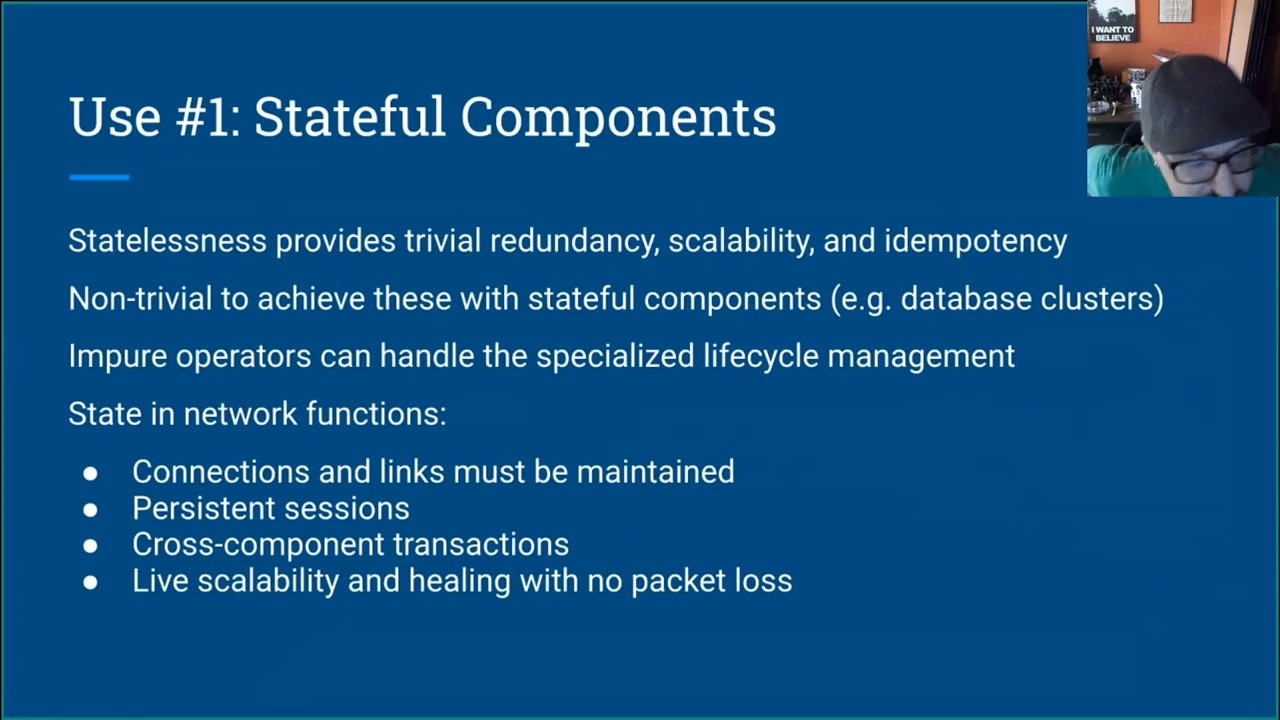 Use #1: Stateful Components
Statelessness provides trivial redundancy, scalability, and idempotency
Non-trivial to achieve these with stateful components (e.g. database clusters)
Impure operators can handle the specialized lifecycle management
State in network functions:
● Connections and links must be maintained
● Persistent sessions
● Cross-component transactions
● Live scalability and healing with no packet loss
I WANT TO
BELIEVE